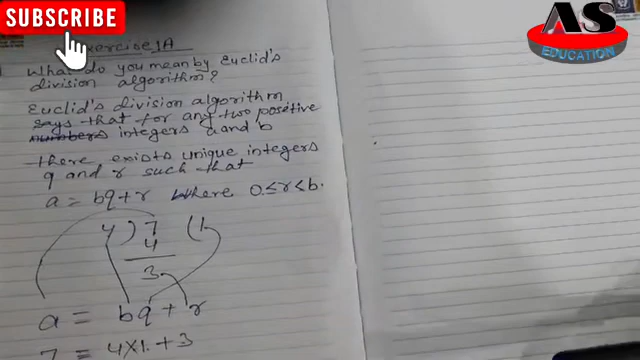 SUBSCRIBE
AS
EDUCATION
Exercise 1A
What do you mean by Euclid's
division algorithm?
Euclid's division algorithm
says that for any two positive
numbers integers a and b
there exists unique integers
q and r such that
a = bq + r where 0 ≤ r < b.
4 ) 7 ( 1
4
3
a = bq + r
7 = 4 × 1 + 3